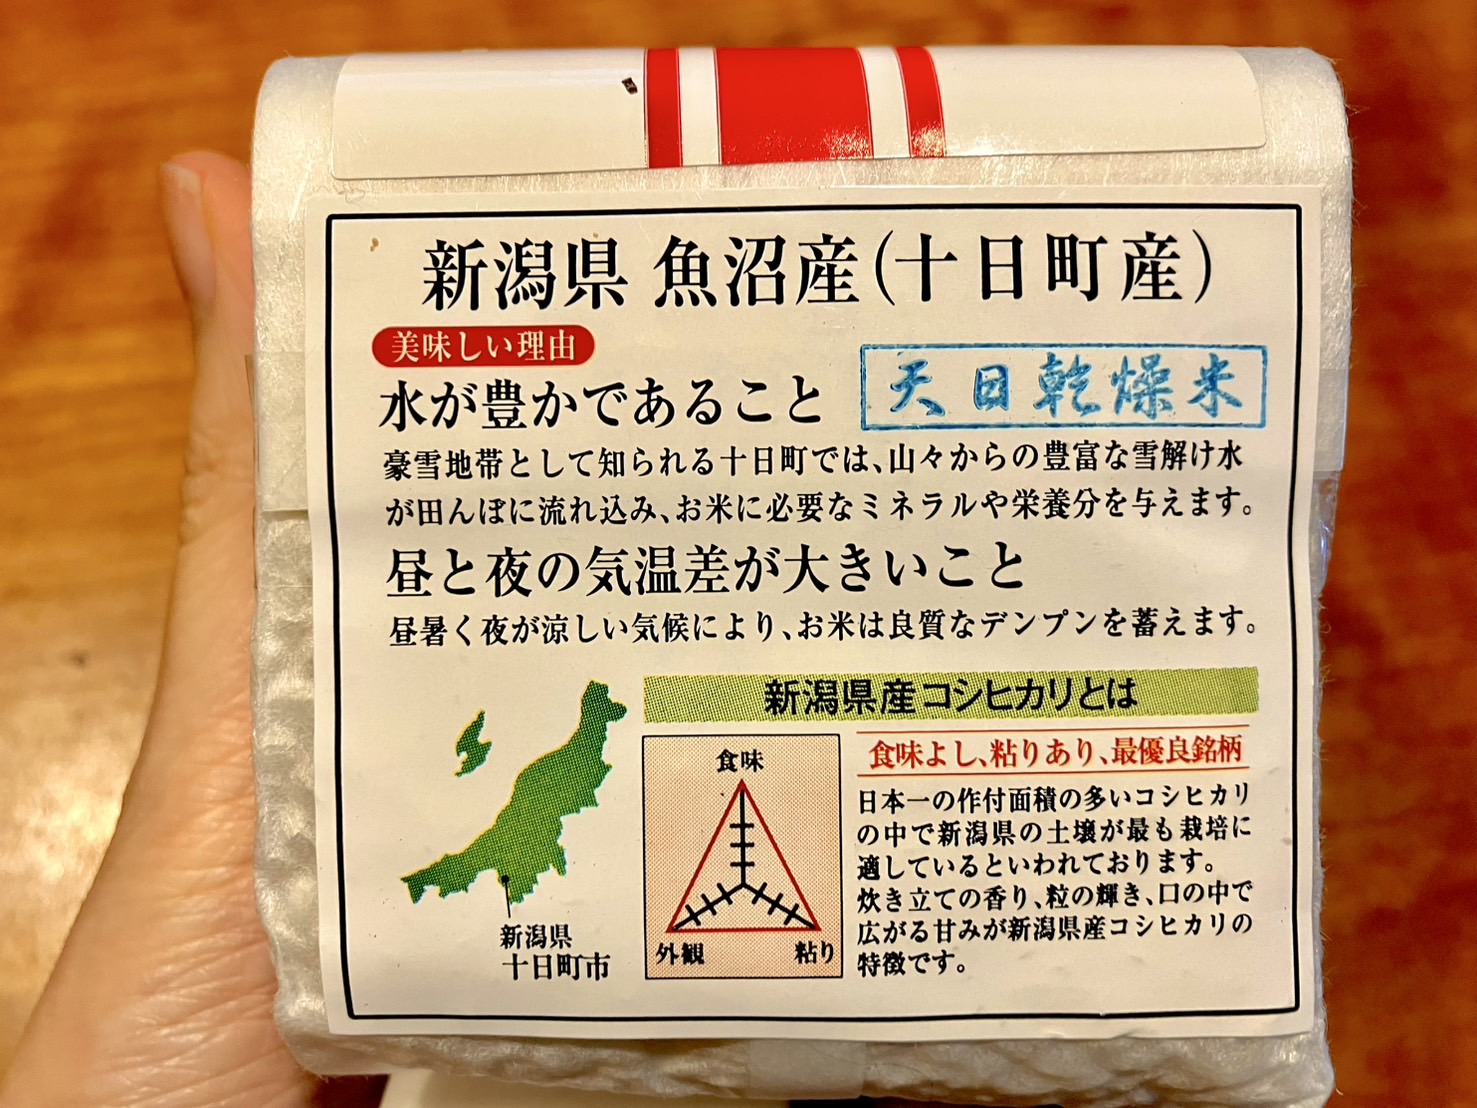 新潟県 魚沼産(十日町産)
美味しい理由
水が豊かであること
天日乾燥米
豪雪地帯として知られる十日町では、山々からの豊富な雪解け水
が田んぼに流れ込み、お米に必要なミネラルや栄養分を与えます。
昼と夜の気温差が大きいこと
昼暑く夜が涼しい気候により、お米は良質なデンプンを蓄えます。
新潟県産コシヒカリとは
食味よし、粘りあり、最優良銘柄
日本一の作付面積の多いコシヒカリ
の中で新潟県の土壌が最も栽培に
適しているといわれております。
炊き立ての香り、粒の輝き、口の中で
広がる甘みが新潟県産コシヒカリの
特徴です。
食味
外観
粘り
新潟県
十日町市